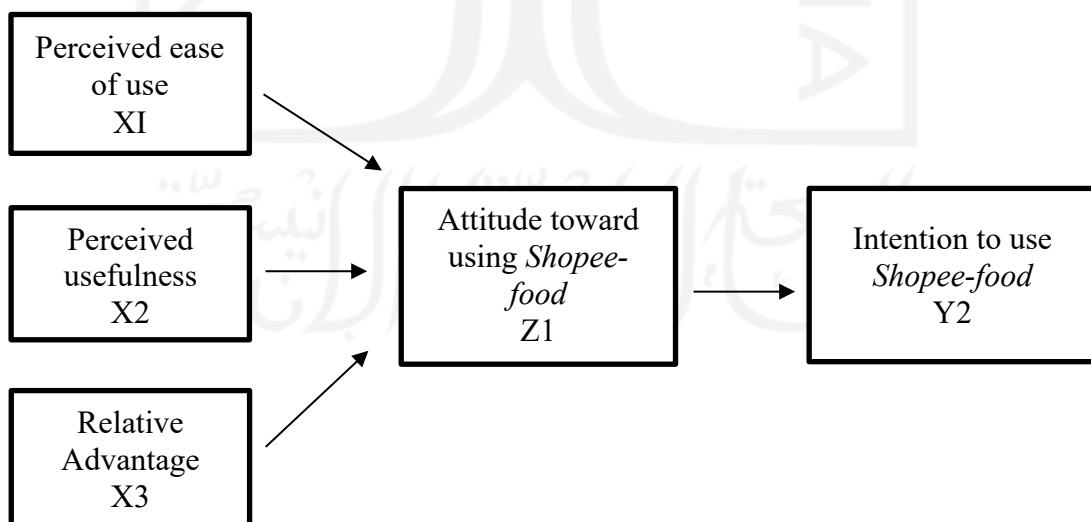 Perceived ease
of use
XI
Perceived
usefulness
X2
Relative
Advantage
X3
Attitude toward
using Shopee-
food
Z1
Intention to use
Shopee-food
Y2